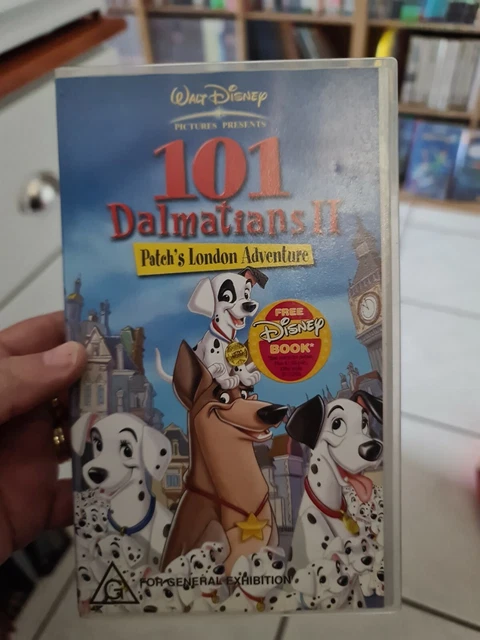 WALT DISNEY
PICTURES PRESENTS
101
Dalmatians II
Patch's London Adventure
FREE
Disney
BOOK*
G
FOR GENERAL EXHIBITION